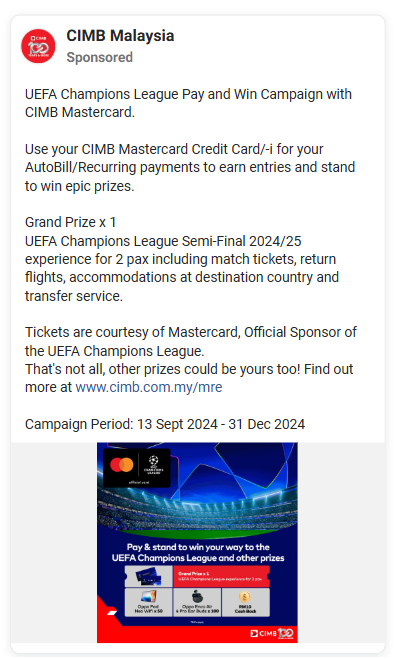 CIMB Malaysia
Sponsored
UEFA Champions League Pay and Win Campaign with
CIMB Mastercard.
Use your CIMB Mastercard Credit Card/-i for your
AutoBill/Recurring payments to earn entries and stand
to win epic prizes.
Grand Prize x 1
UEFA Champions League Semi-Final 2024/25
experience for 2 pax including match tickets, return
flights, accommodations at destination country and
transfer service.
Tickets are courtesy of Mastercard, Official Sponsor of
the UEFA Champions League.
That's not all, other prizes could be yours too! Find out
more at www.cimb.com.my/mre
Campaign Period: 13 Sept 2024 - 31 Dec 2024
official card
Pay & stand to win your way to the
UEFA Champions League and other prizes
Grand Prize x 1
UEFA Champions League experience for 2 pax
Oppo Pad
Neo WiFi x 50
Oppo Enco Air
4 Pro Ear Buds x 100
Cash Back
CIMB